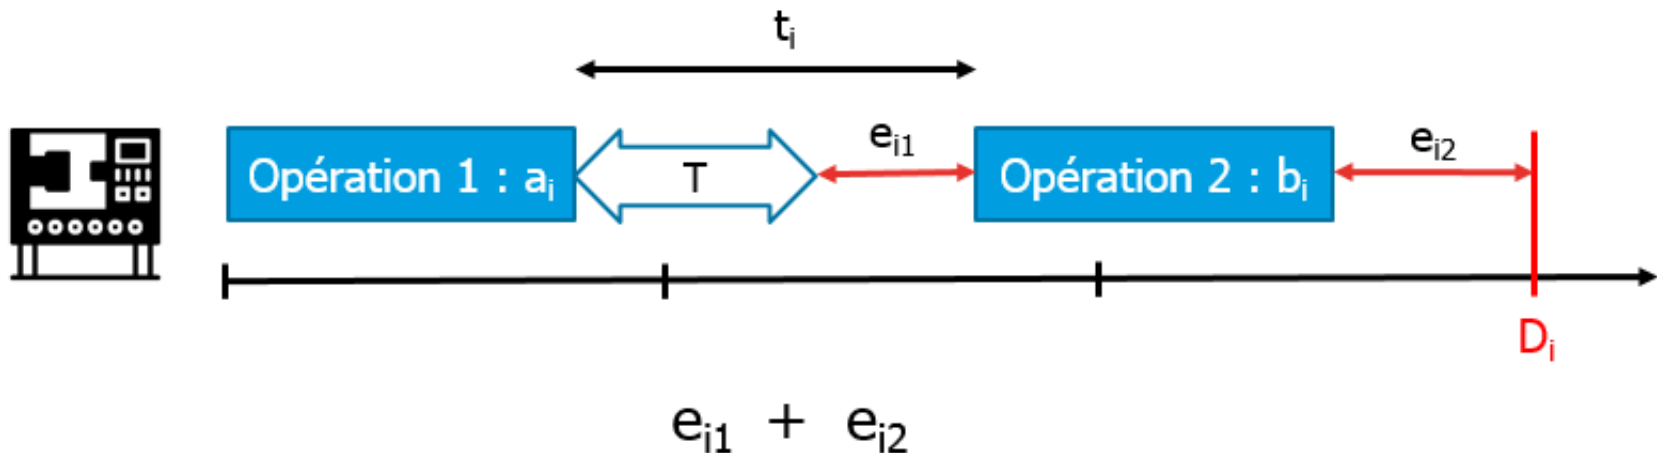 tᵢ
Opération 1 : aᵢ T eᵢ₁ Opération 2 : bᵢ eᵢ₂
Dᵢ
eᵢ₁ + eᵢ₂